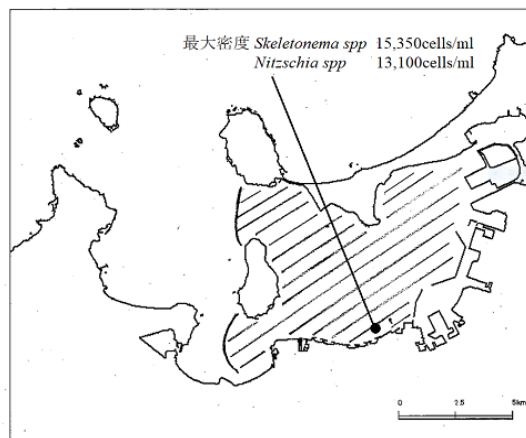 最大密度 Skeletonema spp 15,350cells/ml
Nitzschia spp 13,100cells/ml
0 2.5 5km